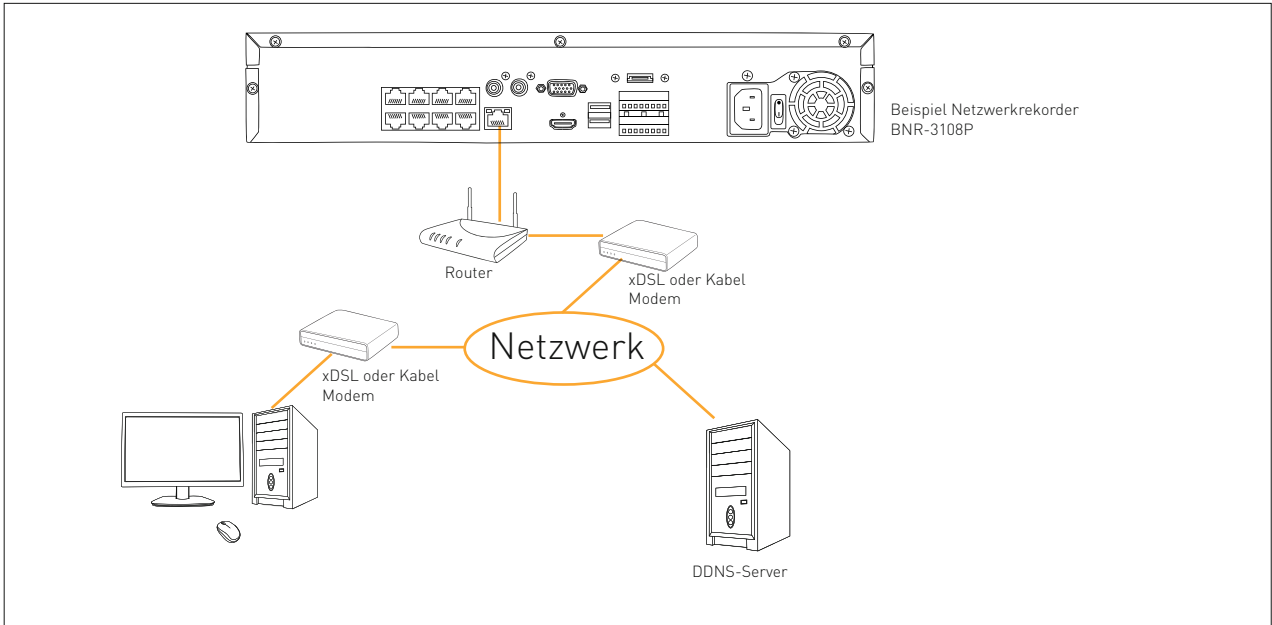 Beispiel Netzwerkrekorder
BNR-3108P
Router
xDSL oder Kabel
Modem
Netzwerk
xDSL oder Kabel
Modem
DDNS-Server